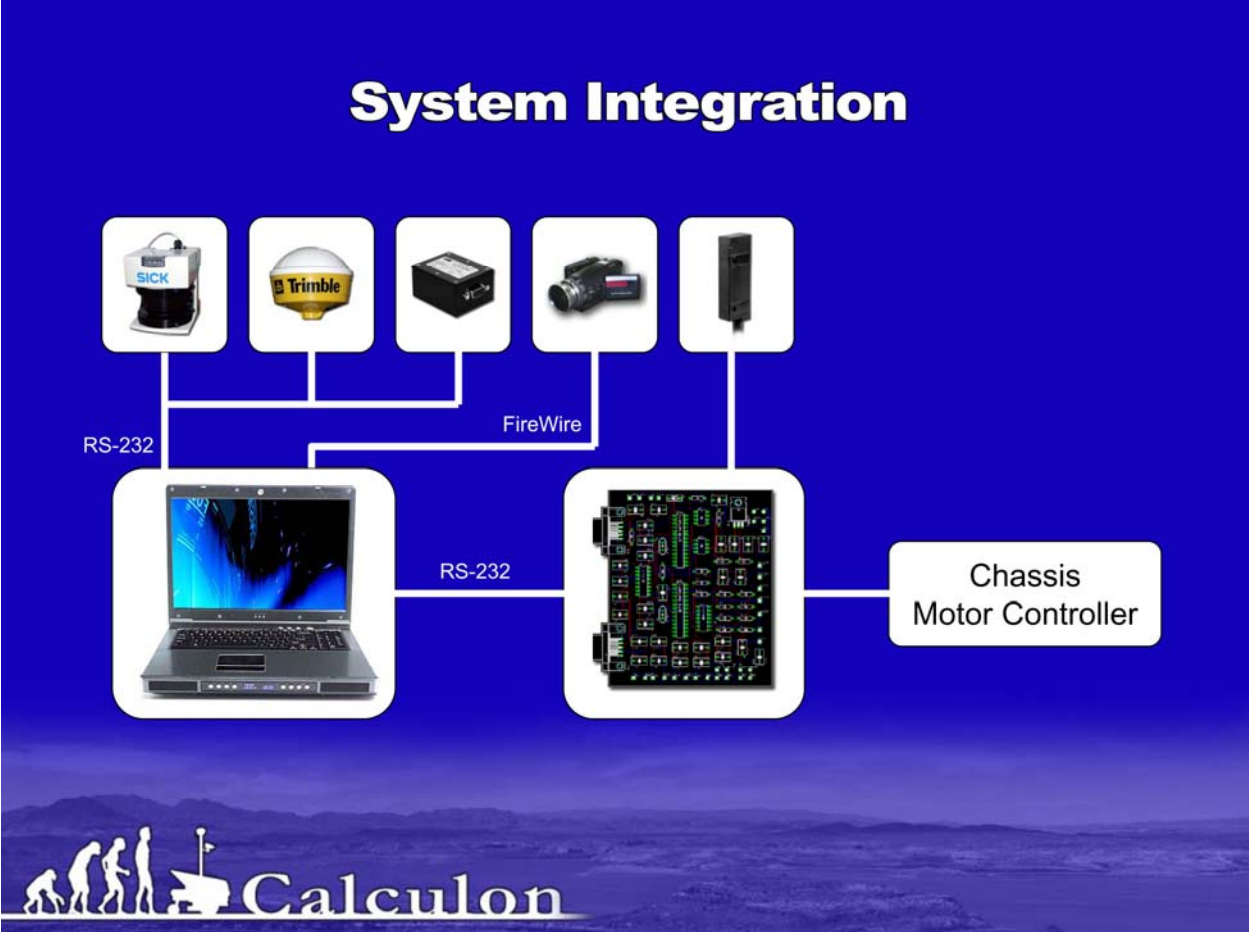 System Integration
SICK
Trimble
FireWire
RS-232
RS-232
Chassis
Motor Controller
Calculon